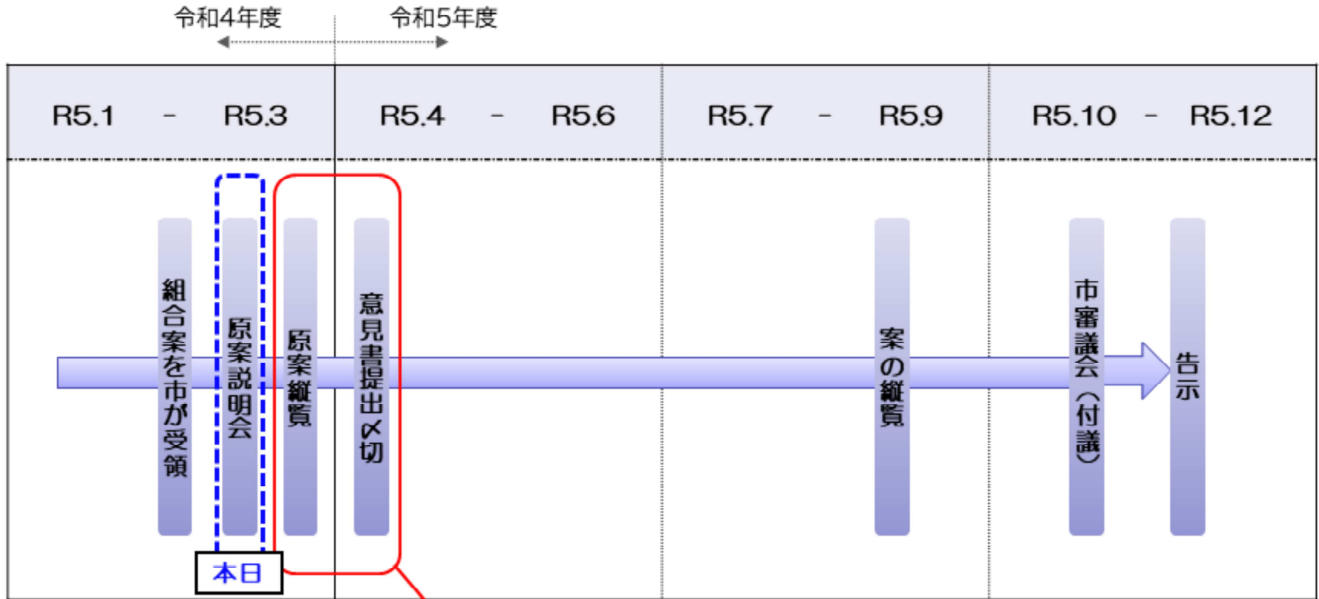 令和4年度
令和5年度
R5.1 - R5.3
R5.4 - R5.6
R5.7 - R5.9
R5.10 - R5.12
組合案を市が受領
原案説明会
原案縦覧
意見書提出〆切
案の縦覧
市審議会（付議）
告示
本日